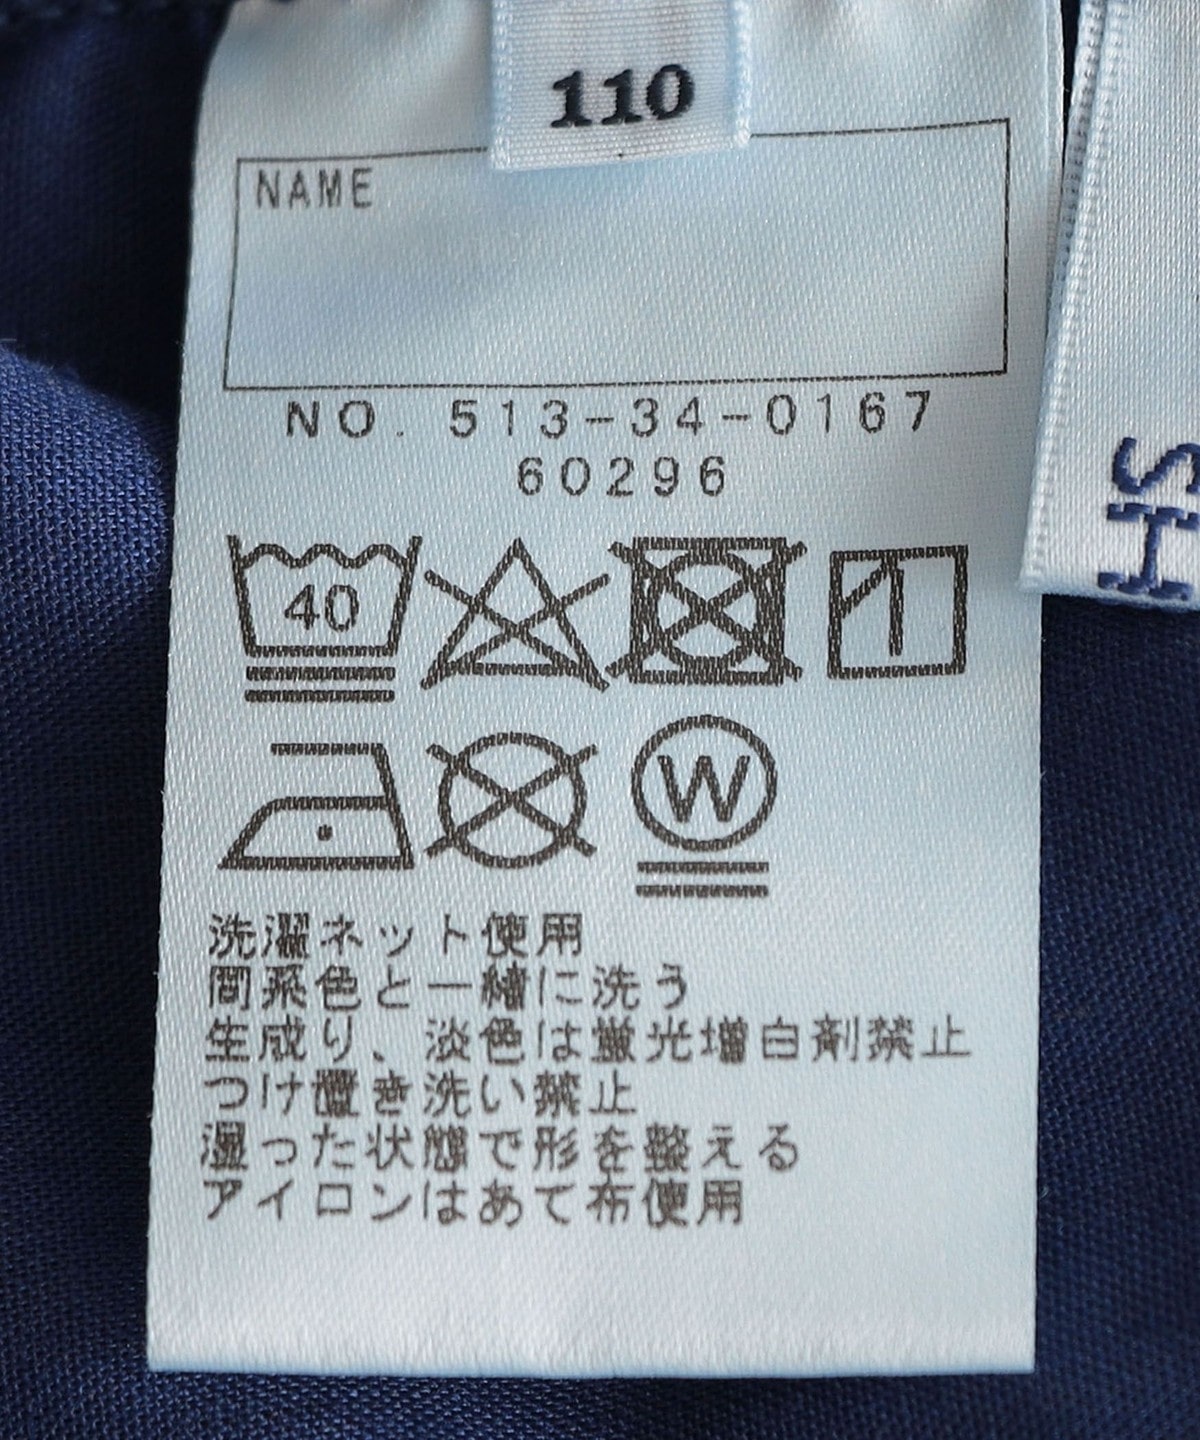 110
NAME
NO. 513-34-0167
60296
40
W
洗濯ネット使用
同系色と一緒に洗う
生成り、淡色は蛍光増白剤禁止
つけ置き洗い禁止
湿った状態で形を整える
アイロンはあて布使用
SH